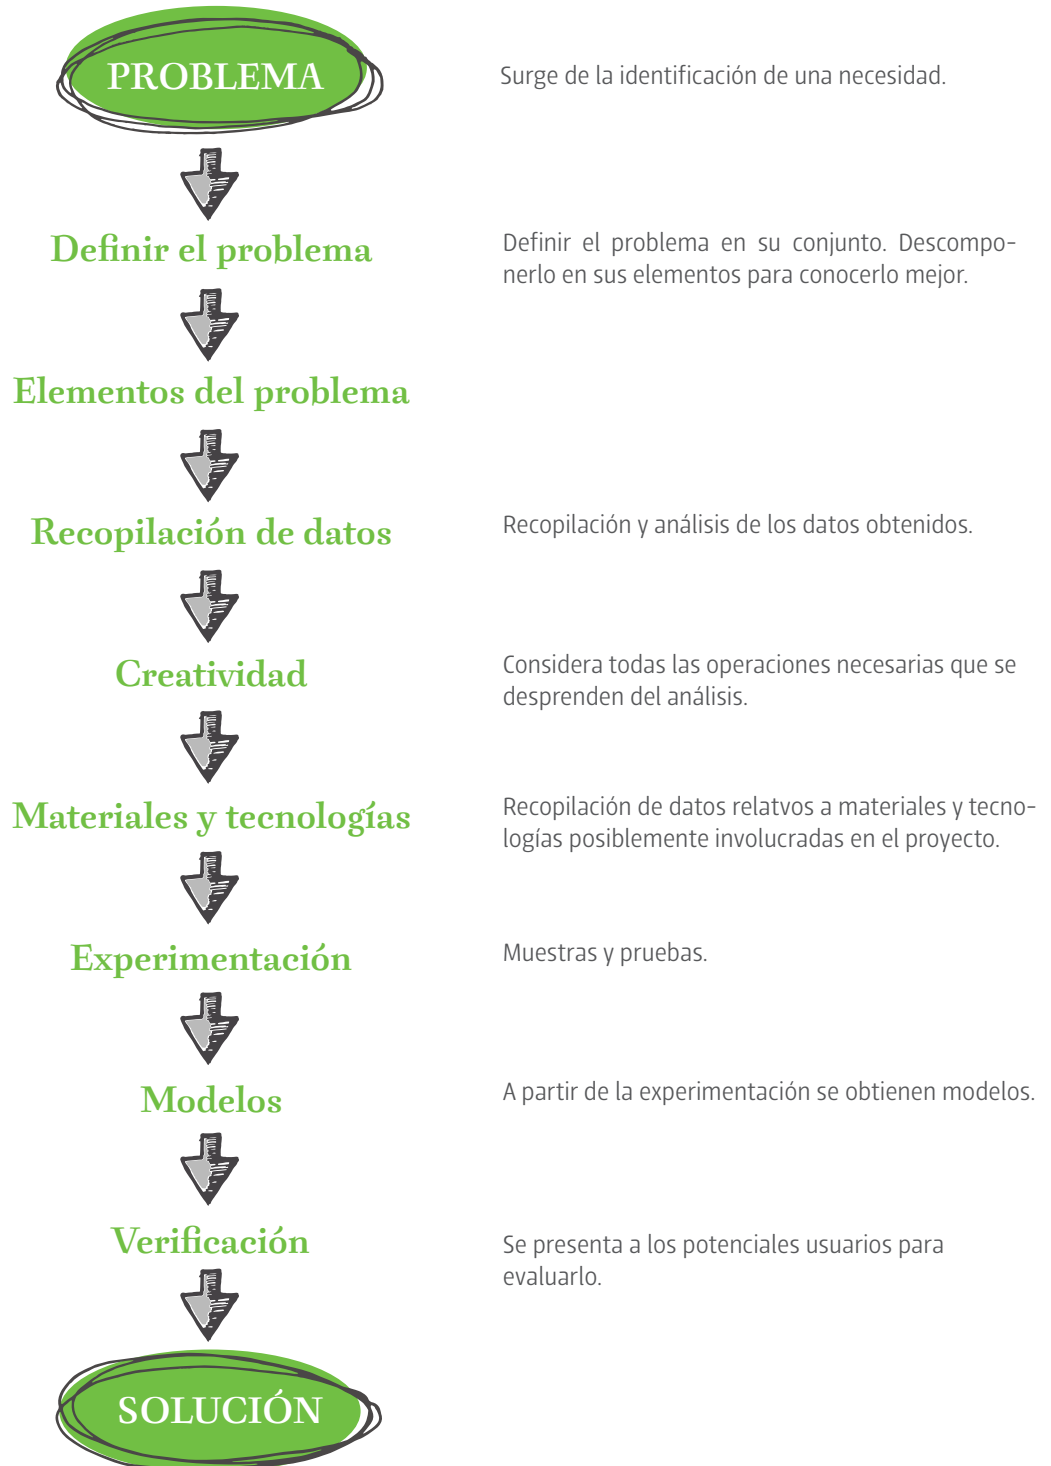 PROBLEMA
Surge de la identificación de una necesidad.
Definir el problema
Definir el problema en su conjunto. Descompo-
nerlo en sus elementos para conocerlo mejor.
Elementos del problema
Recopilación de datos
Recopilación y análisis de los datos obtenidos.
Creatividad
Considera todas las operaciones necesarias que se
desprenden del análisis.
Materiales y tecnologías
Recopilación de datos relatvos a materiales y tecno-
logías posiblemente involucradas en el proyecto.
Experimentación
Muestras y pruebas.
Modelos
A partir de la experimentación se obtienen modelos.
Verificación
Se presenta a los potenciales usuarios para
evaluarlo.
SOLUCIÓN